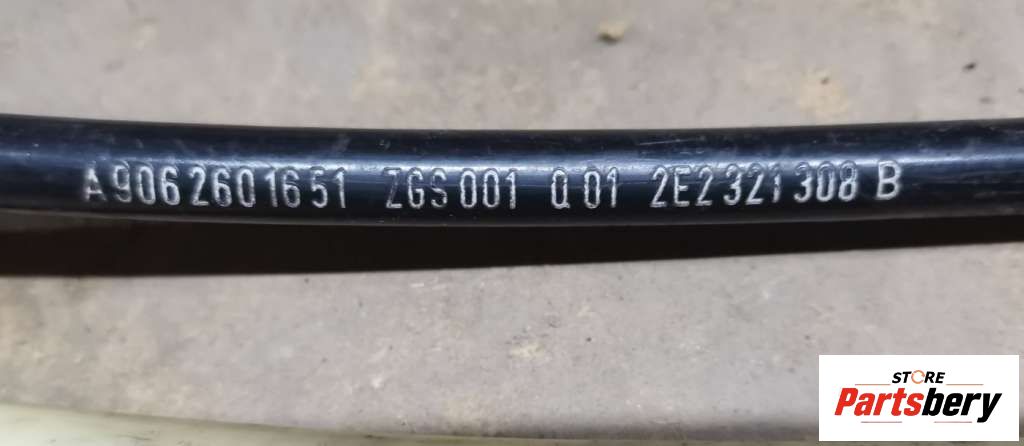 A9062601651 ZGS001 Q01 2E2321308 B
STORE
Partsbery